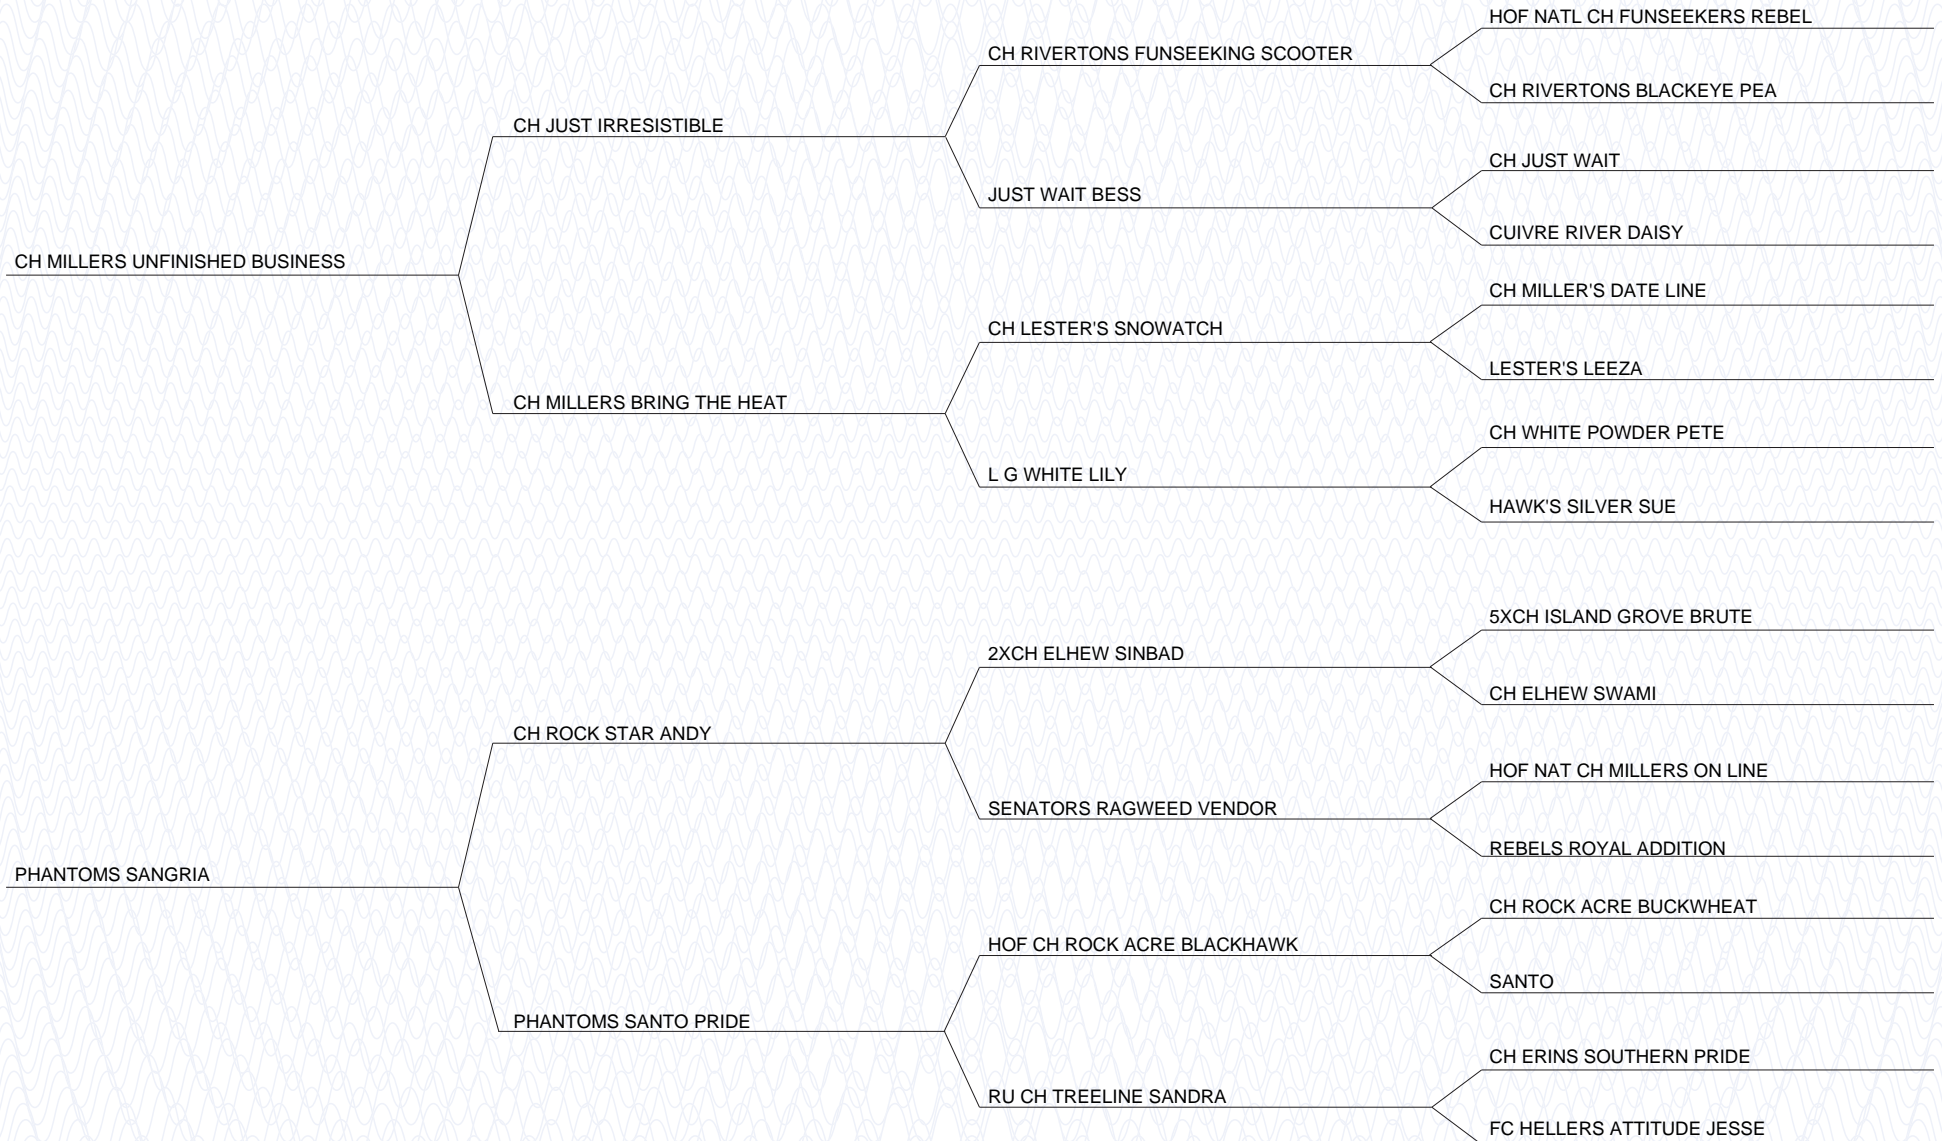 HOF NATL CH FUNSEEKERS REBEL
CH RIVERTONS FUNSEEKING SCOOTER
CH RIVERTONS BLACKEYE PEA
CH JUST IRRESISTIBLE
CH JUST WAIT
JUST WAIT BESS
CUIVRE RIVER DAISY
CH MILLERS UNFINISHED BUSINESS
CH MILLER'S DATE LINE
CH LESTER'S SNOWATCH
LESTER'S LEEZA
CH MILLERS BRING THE HEAT
CH WHITE POWDER PETE
L G WHITE LILY
HAWK'S SILVER SUE
5XCH ISLAND GROVE BRUTE
2XCH ELHEW SINBAD
CH ELHEW SWAMI
CH ROCK STAR ANDY
HOF NAT CH MILLERS ON LINE
SENATORS RAGWEED VENDOR
REBELS ROYAL ADDITION
PHANTOMS SANGRIA
CH ROCK ACRE BUCKWHEAT
HOF CH ROCK ACRE BLACKHAWK
SANTO
PHANTOMS SANTO PRIDE
CH ERINS SOUTHERN PRIDE
RU CH TREELINE SANDRA
FC HELLERS ATTITUDE JESSE